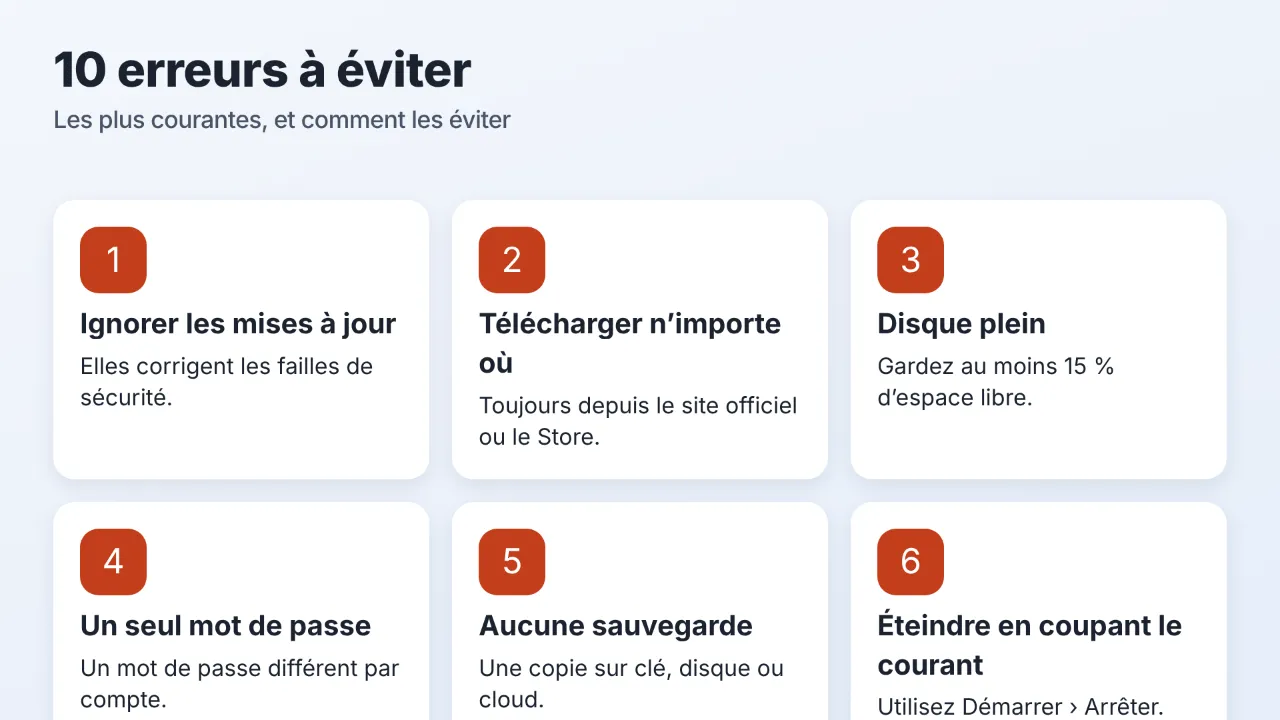 10 erreurs à éviter
Les plus courantes, et comment les éviter
1
Ignorer les mises à jour
Elles corrigent les failles de
sécurité.
2
Télécharger n’importe
où
Toujours depuis le site officiel
ou le Store.
3
Disque plein
Gardez au moins 15 %
d’espace libre.
4
Un seul mot de passe
Un mot de passe différent par
compte.
5
Aucune sauvegarde
Une copie sur clé, disque ou
cloud.
6
Éteindre en coupant le
courant
Utilisez Démarrer › Arrêter.